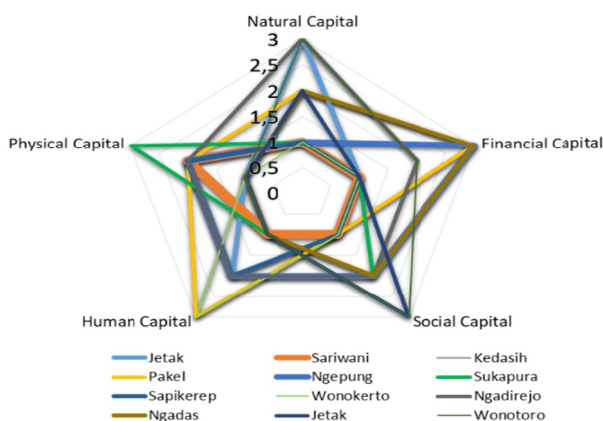 Natural Capital
3
2,5
2
1,5
1
0,5
0
Physical Capital
Financial Capital
Human Capital
Social Capital
Jetak Sariwani Kedasih
Pakel Ngepung Sukapura
Sapikerep Wonokerto Ngadirejo
Ngadas Jetak Wonotoro